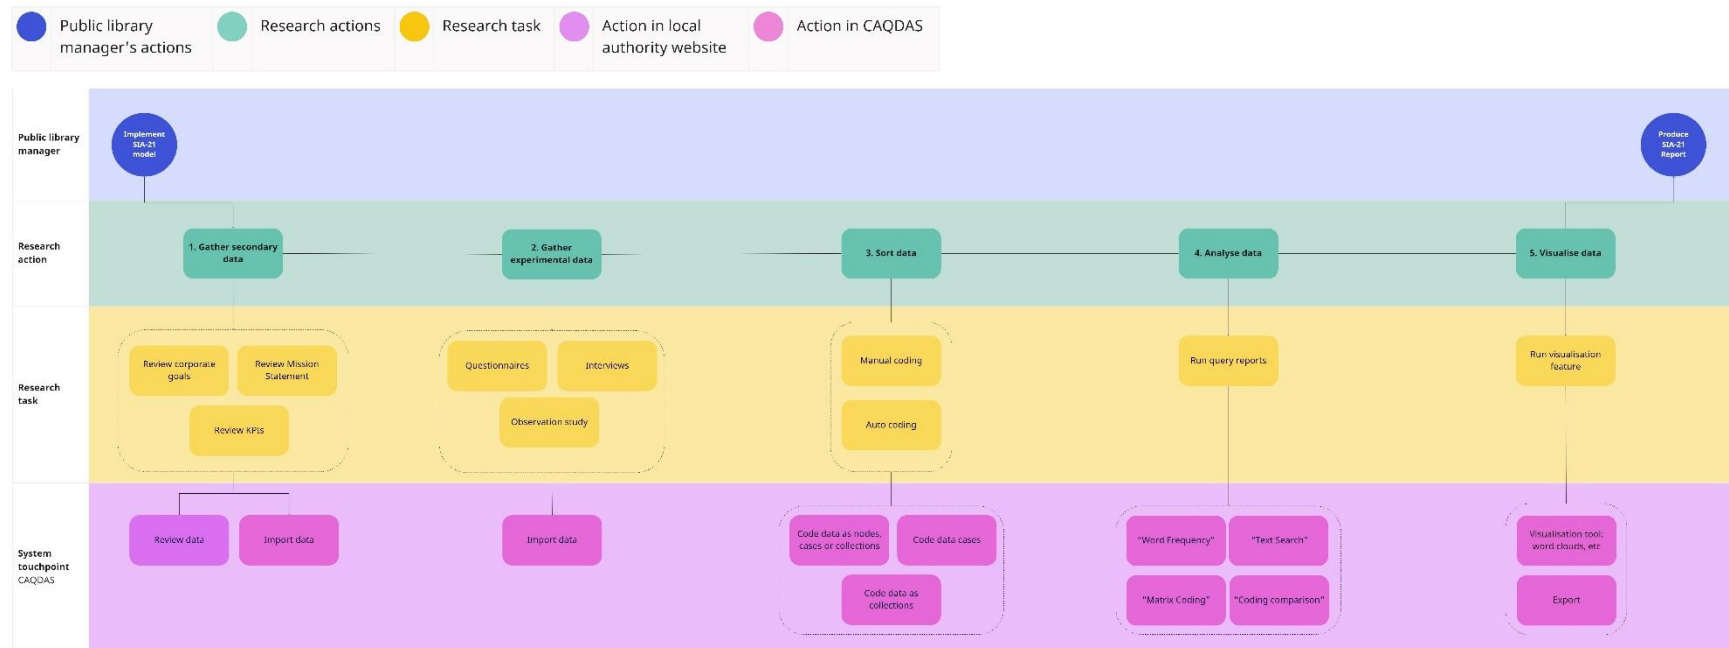 Public library
manager's actions
Research actions
Research task
Action in local
authority website
Action in CAQDAS
Public library
manager
Implement
SIA-21
model
Produce
SIA-21
Report
Research
action
1. Gather secondary
data
2. Gather
experimental data
3. Sort data
4. Analyse data
5. Visualise data
Research
task
Review corporate
goals
Review Mission
Statement
Review KPIs
Questionnaires
Interviews
Observation study
Manual coding
Auto coding
Run query reports
Run visualisation
feature
System
touchpoint
CAQDAS
Review data
Import data
Import data
Code data as nodes,
cases or collections
Code data cases
Code data as
collections
"Word Frequency"
"Text Search"
"Matrix Coding"
"Coding comparison"
Visualisation tool:
word clouds, etc
Export